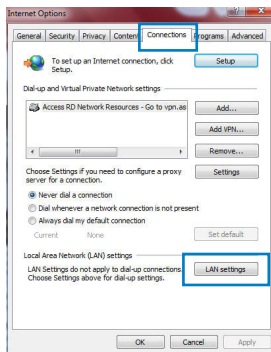 Internet Options
General Security Privacy Content Connections Programs Advanced
To set up an Internet connection, click Setup.
Setup
Dial-up and Virtual Private Network settings
Access RD Network Resources - Go to vpn.as
Add...
Add VPN...
Remove...
Choose Settings if you need to configure a proxy
server for a connection.
Settings
Never dial a connection
Dial whenever a network connection is not present
Always dial my default connection
Current None
Set default
Local Area Network (LAN) settings
LAN Settings do not apply to dial-up connections.
Choose Settings above for dial-up settings.
LAN settings
OK Cancel Apply